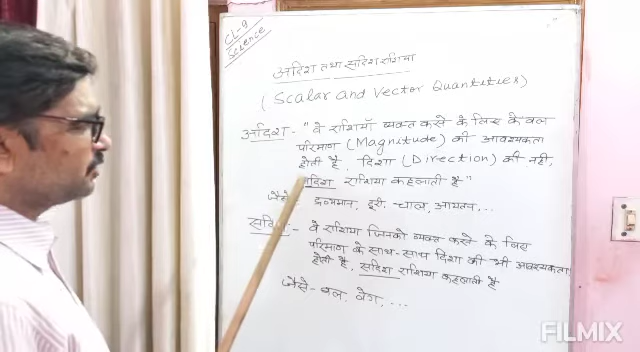 CL-9
Science
अदिश तथा सदिश राशियां
(Scalar and Vector Quantities)
अदिश - "वे राशियाँ व्यक्त करने के लिए केवल
परिमाण (Magnitude) की आवश्यकता
होती है, दिशा (Direction) की नहीं,
अदिश राशियां कहलाती है"
जैसे- द्रव्यमान, दूरी, चाल, आयतन, ...
सदिश - वे राशियां जिनको व्यक्त करने के लिए
परिमाण के साथ-साथ दिशा की भी आवश्यकता
होती है, सदिश राशियां कहलाती है
जैसे - बल, वेग, ...
FILMIX